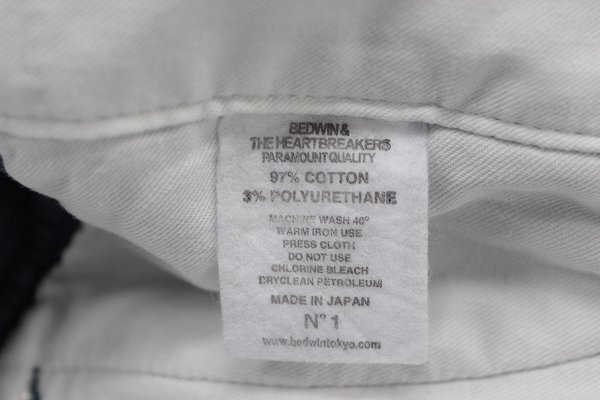 BEDWIN &
THE HEARTBREAKERS
PARAMOUNT QUALITY
97% COTTON
3% POLYURETHANE
MACHINE WASH 40°
WARM IRON USE
PRESS CLOTH
DO NOT USE
CHLORINE BLEACH
DRYCLEAN PETROLEUM
MADE IN JAPAN
N° 1
www.bedwintokyo.com